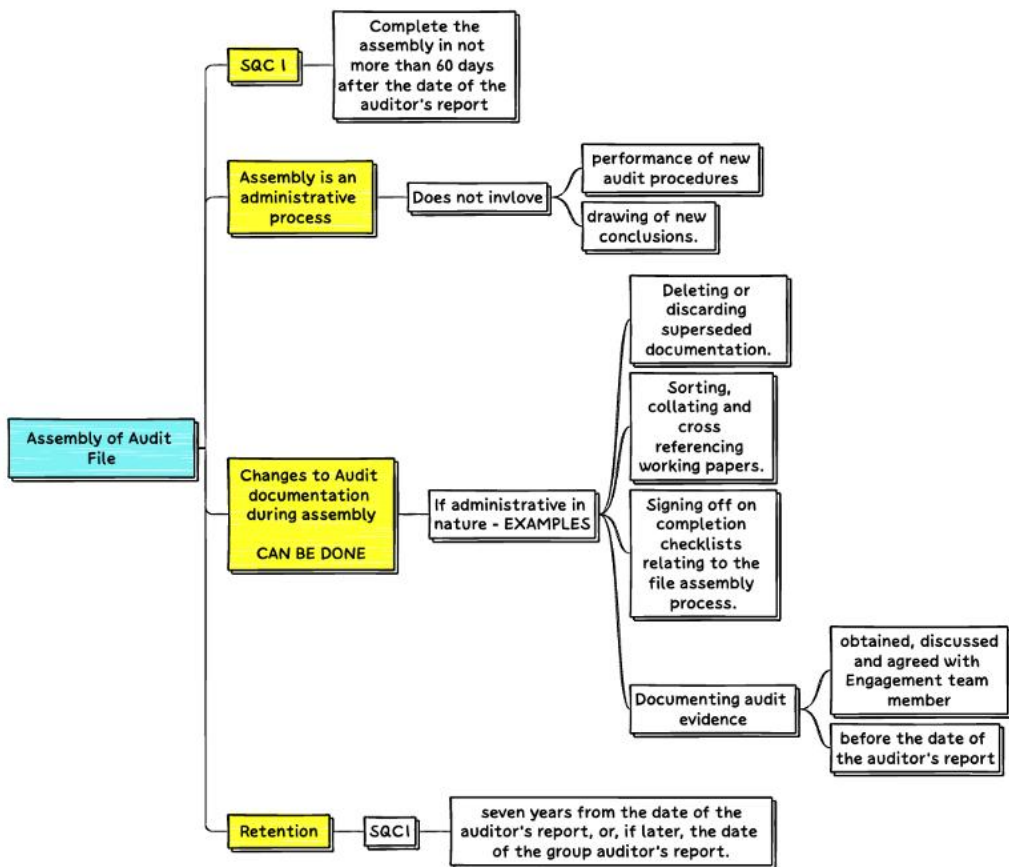 SQC 1
Complete the
assembly in not
more than 60 days
after the date of the
auditor's report
Assembly is an
administrative
process
Does not invlove
performance of new
audit procedures
drawing of new
conclusions.
Assembly of Audit
File
Changes to Audit
documentation
during assembly
CAN BE DONE
If administrative in
nature - EXAMPLES
Deleting or
discarding
superseded
documentation.
Sorting,
collating and
cross
referencing
working papers.
Signing off on
completion
checklists
relating to the
file assembly
process.
Documenting audit
evidence
obtained, discussed
and agreed with
Engagement team
member
before the date of
the auditor's report
Retention
SQC1
seven years from the date of the
auditor's report, or, if later, the date
of the group auditor's report.